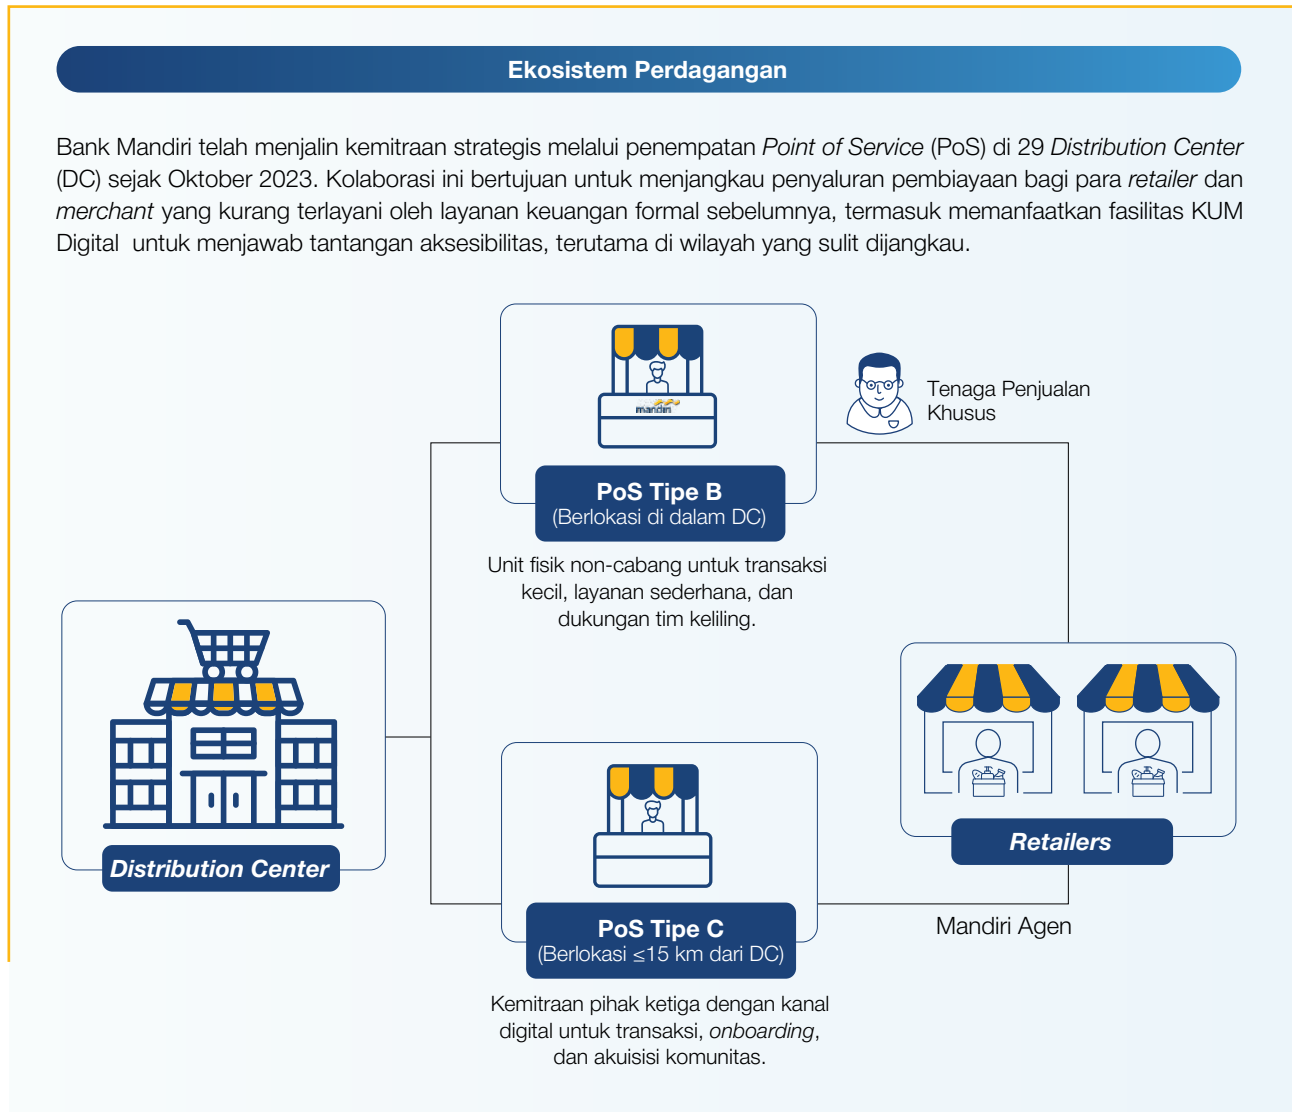 Ekosistem Perdagangan
Bank Mandiri telah menjalin kemitraan strategis melalui penempatan Point of Service (PoS) di 29 Distribution Center
(DC) sejak Oktober 2023. Kolaborasi ini bertujuan untuk menjangkau penyaluran pembiayaan bagi para retailer dan
merchant yang kurang terlayani oleh layanan keuangan formal sebelumnya, termasuk memanfaatkan fasilitas KUM
Digital untuk menjawab tantangan aksesibilitas, terutama di wilayah yang sulit dijangkau.
mandiri
Tenaga Penjualan
Khusus
PoS Tipe B
(Berlokasi di dalam DC)
Unit fisik non-cabang untuk transaksi
kecil, layanan sederhana, dan
dukungan tim keliling.
Distribution Center
Retailers
PoS Tipe C
(Berlokasi ≤15 km dari DC)
Mandiri Agen
Kemitraan pihak ketiga dengan kanal
digital untuk transaksi, onboarding,
dan akuisisi komunitas.